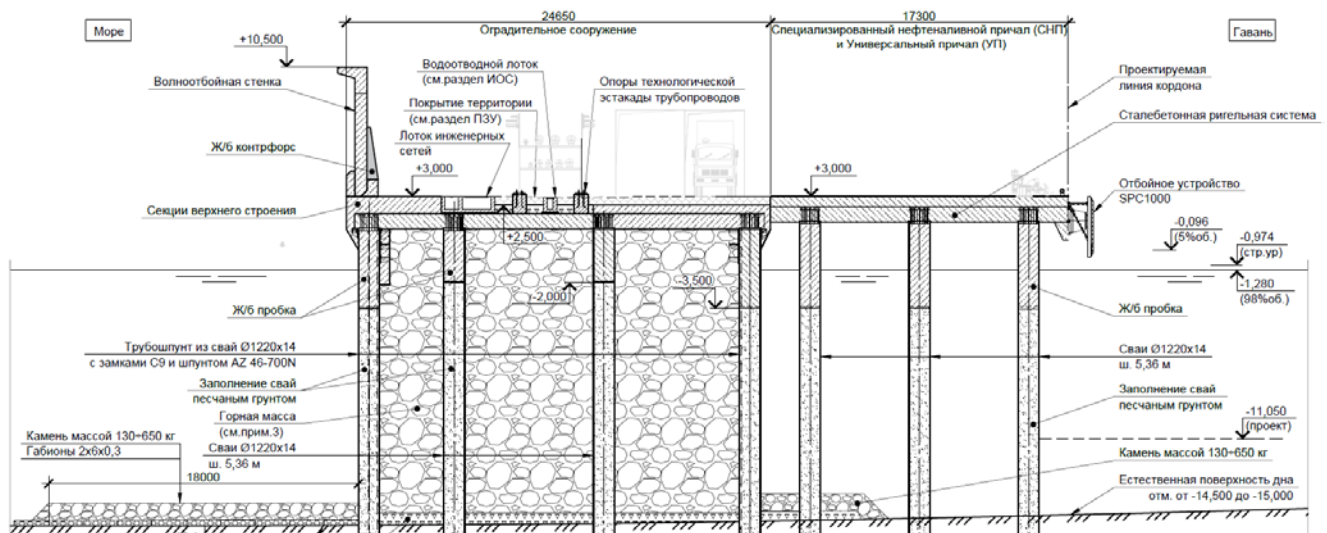 24650
17300
Море
Оградительное сооружение
Специализированный нефтеналивной причал (СНП)
и Универсальный причал (УП)
Гавань
+10,500
Волноотбойная стенка
Водоотводной лоток
(см.раздел ИОС)
Опоры технологической
эстакады трубопроводов
Проектируемая
линия кордона
Покрытие территории
(см.раздел ПЗУ)
Сталебетонная ригельная система
Лоток инженерных
сетей
Ж/б контрфорс
+3,000
+3,000
Отбойное устройство
SPC1000
Секции верхнего строения
+2,500
-0,096
(5%об.)
-0,974
(стр.ур)
-2,000
-3,500
-1,280
(98%об.)
Ж/б пробка
Ж/б пробка
Трубошпунт из свай Ø1220x14
с замками С9 и шпунтом AZ 46-700N
Сваи Ø1220x14
ш. 5,36 м
Заполнение свай
песчаным грунтом
Заполнение свай
песчаным грунтом
Горная масса
(см.прим.3)
-11,050
(проект)
Камень массой 130÷650 кг
Габионы 2х6х0,3
Сваи Ø1220x14
ш. 5,36 м
Камень массой 130÷650 кг
18000
Естественная поверхность дна
отм. от -14,500 до -15,000